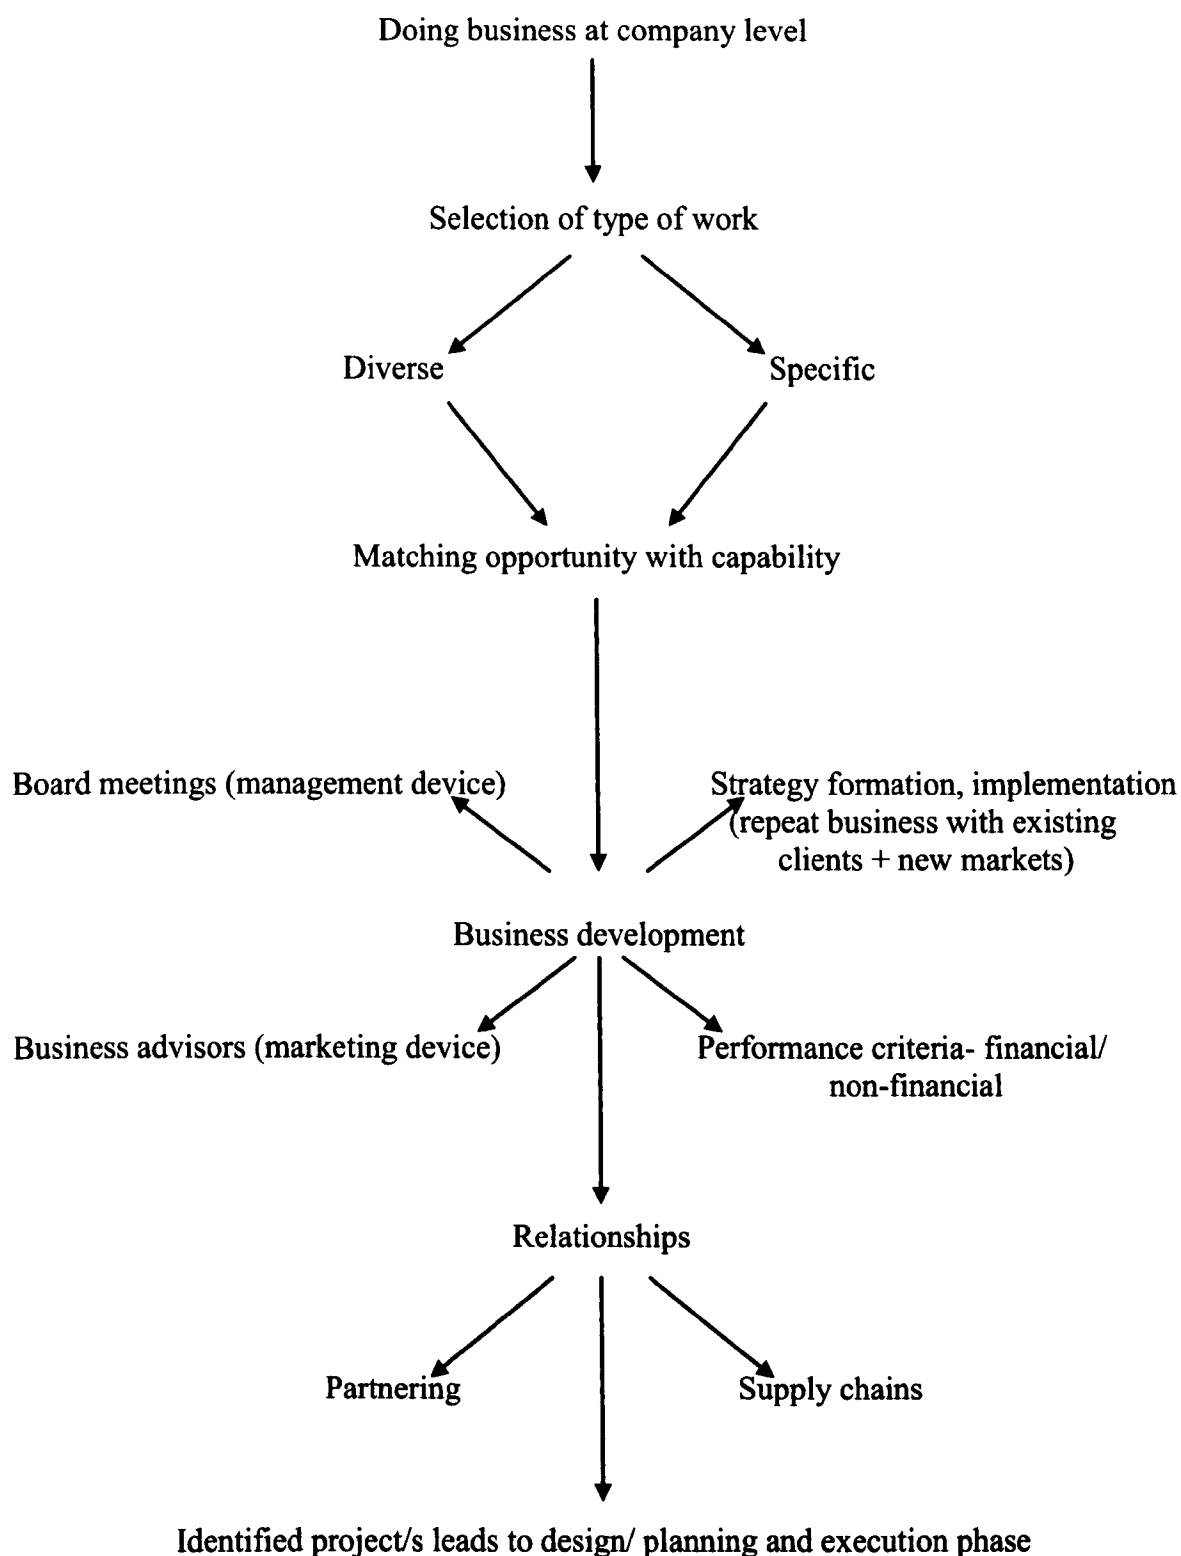 Doing business at company level
Selection of type of work
Diverse
Specific
Matching opportunity with capability
Board meetings (management device)
Strategy formation, implementation
(repeat business with existing
clients + new markets)
Business development
Business advisors (marketing device)
Performance criteria- financial/
non-financial
Relationships
Partnering
Supply chains
Identified project/s leads to design/ planning and execution phase